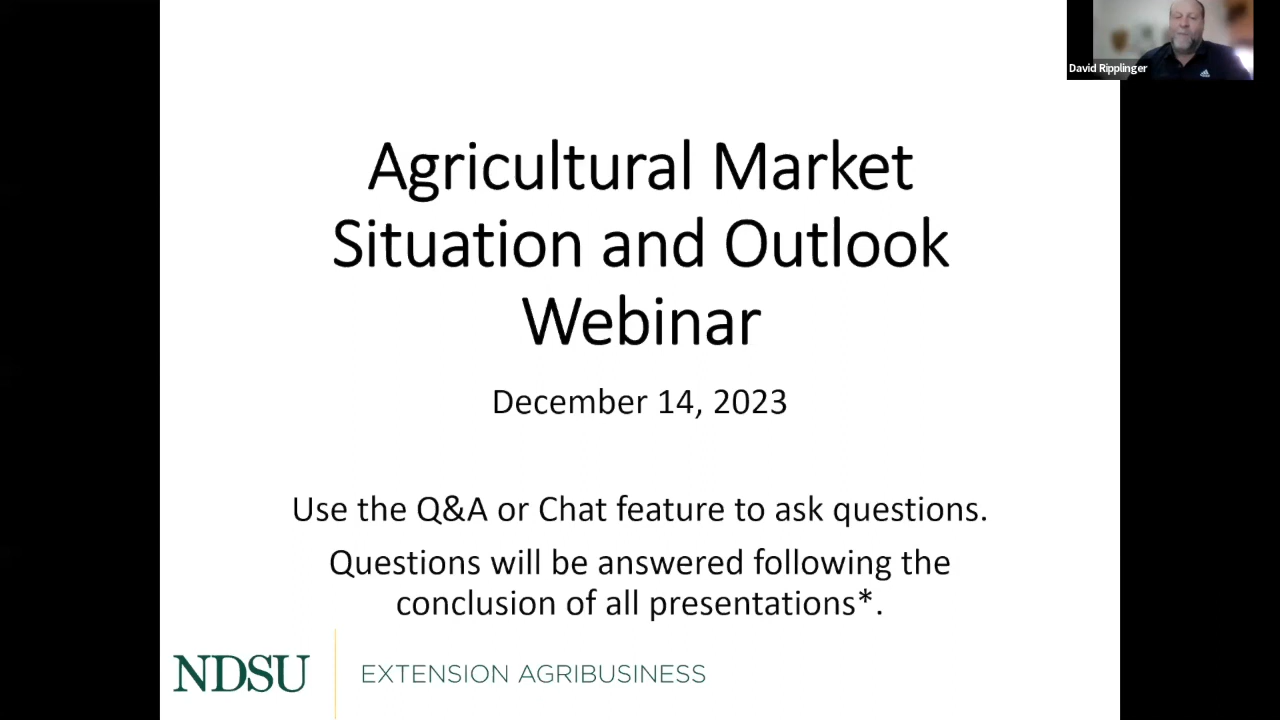 David Ripplinger
Agricultural Market
Situation and Outlook
Webinar
December 14, 2023
Use the Q&A or Chat feature to ask questions.
Questions will be answered following the
conclusion of all presentations*.
NDSU
EXTENSION AGRIBUSINESS